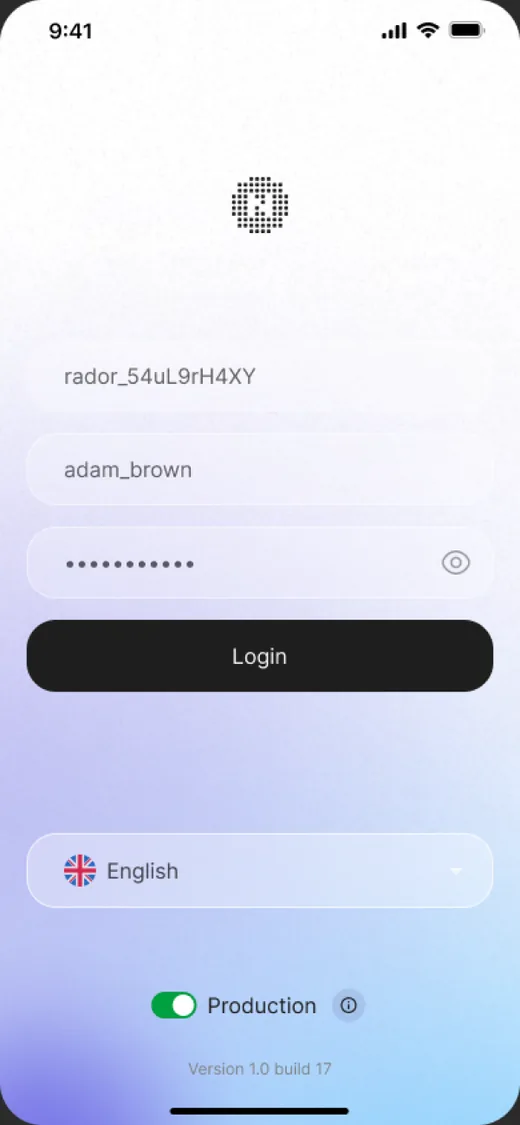 9:41
rador_54uL9rH4XY
adam_brown
•••••••••••
Login
English
Production
Version 1.0 build 17